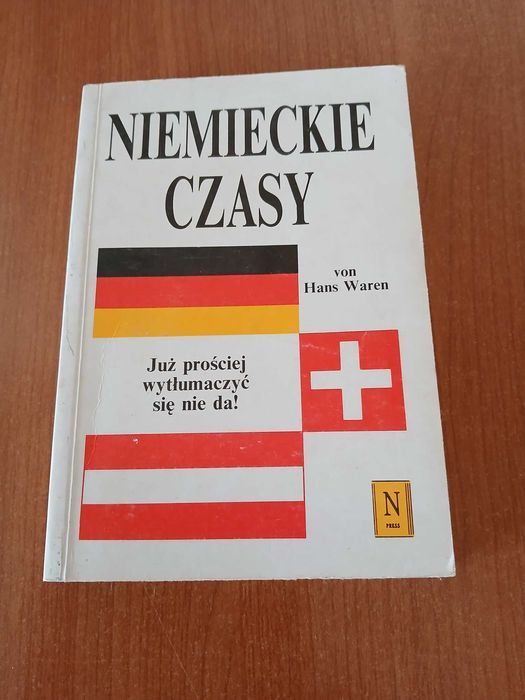 NIEMIECKIE
CZASY
von
Hans Waren
Już prościej
wytłumaczyć
się nie da!
N
PRESS